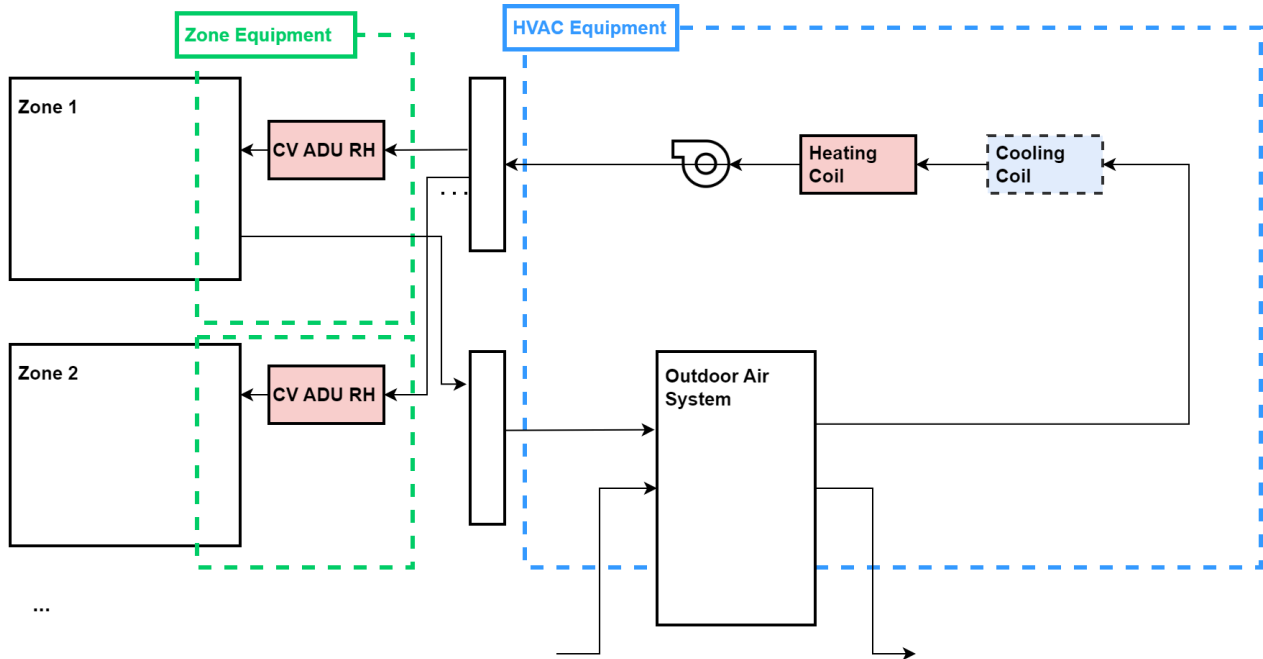 Zone Equipment
HVAC Equipment
Zone 1
CV ADU RH
Heating
Coil
Cooling
Coil
...
Zone 2
CV ADU RH
Outdoor Air
System
...